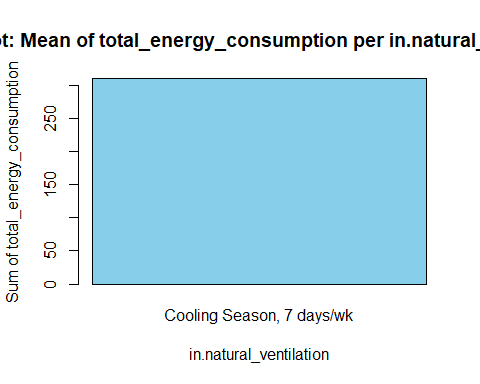 ot: Mean of total_energy_consumption per in.natural_
Sum of total_energy_consumption
250
150
50
0
Cooling Season, 7 days/wk
in.natural_ventilation